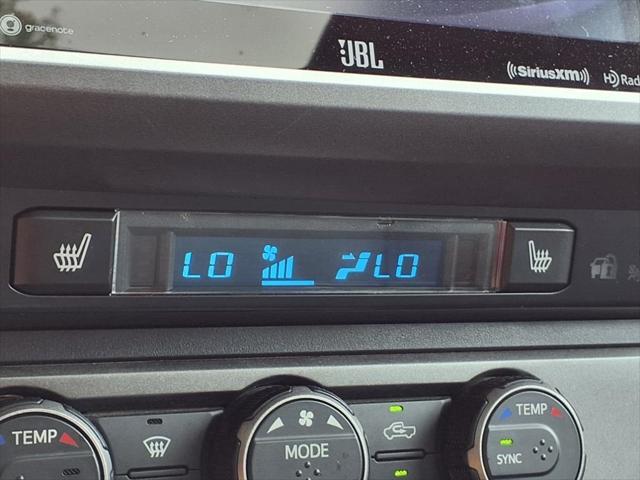 gracenote
JBL
SiriusXM
HD Rad
LO LO
TEMP
MODE
TEMP
SYNC